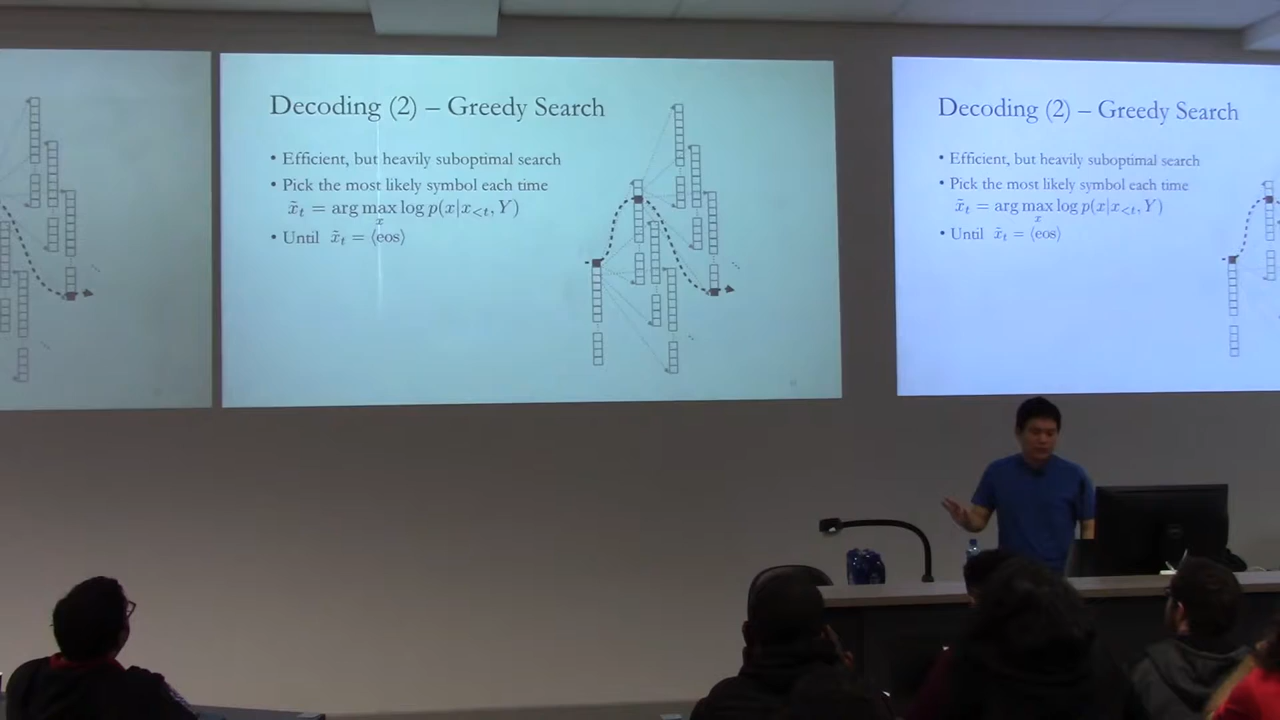 Decoding (2) – Greedy Search
• Efficient, but heavily suboptimal search
• Pick the most likely symbol each time
x̃_t = arg max_x log p(x|x_{<t}, Y)
• Until x̃_t = ⟨eos⟩
Decoding (2) – Greedy Search
• Efficient, but heavily suboptimal search
• Pick the most likely symbol each time
x̃_t = arg max_x log p(x|x_{<t}, Y)
• Until x̃_t = ⟨eos⟩